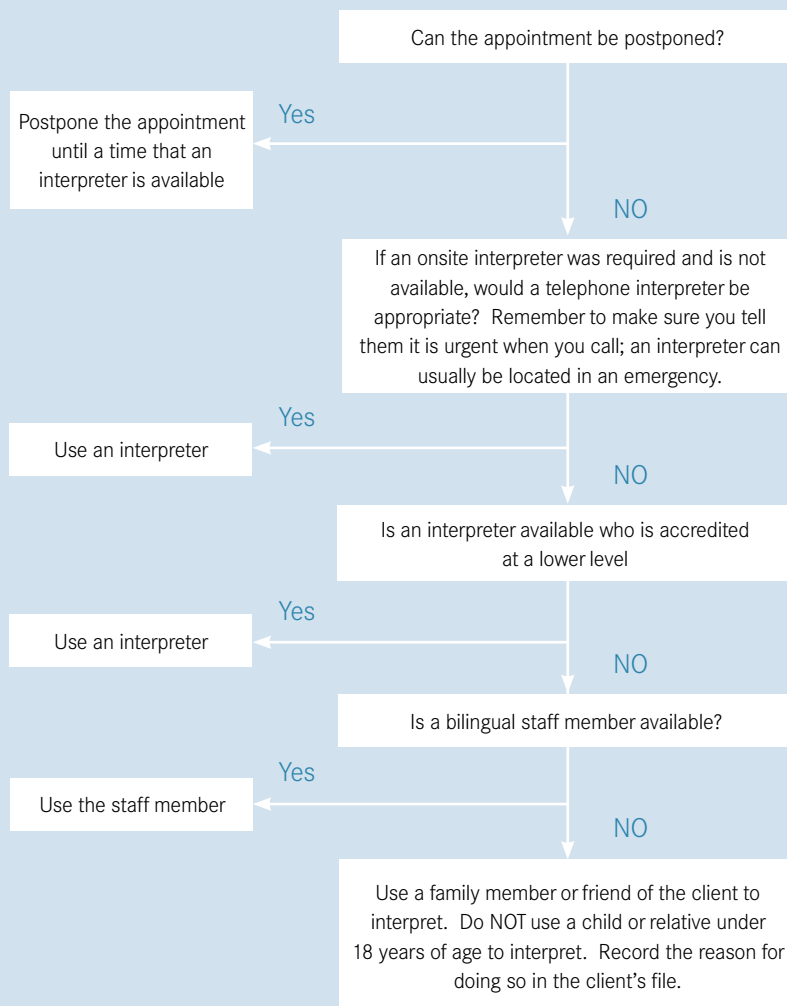 Can the appointment be postponed?
Yes
Postpone the appointment
until a time that an
interpreter is available
NO
If an onsite interpreter was required and is not
available, would a telephone interpreter be
appropriate? Remember to make sure you tell
them it is urgent when you call; an interpreter can
usually be located in an emergency.
Yes
Use an interpreter
NO
Is an interpreter available who is accredited
at a lower level
Yes
Use an interpreter
NO
Is a bilingual staff member available?
Yes
Use the staff member
NO
Use a family member or friend of the client to
interpret. Do NOT use a child or relative under
18 years of age to interpret. Record the reason for
doing so in the client's file.